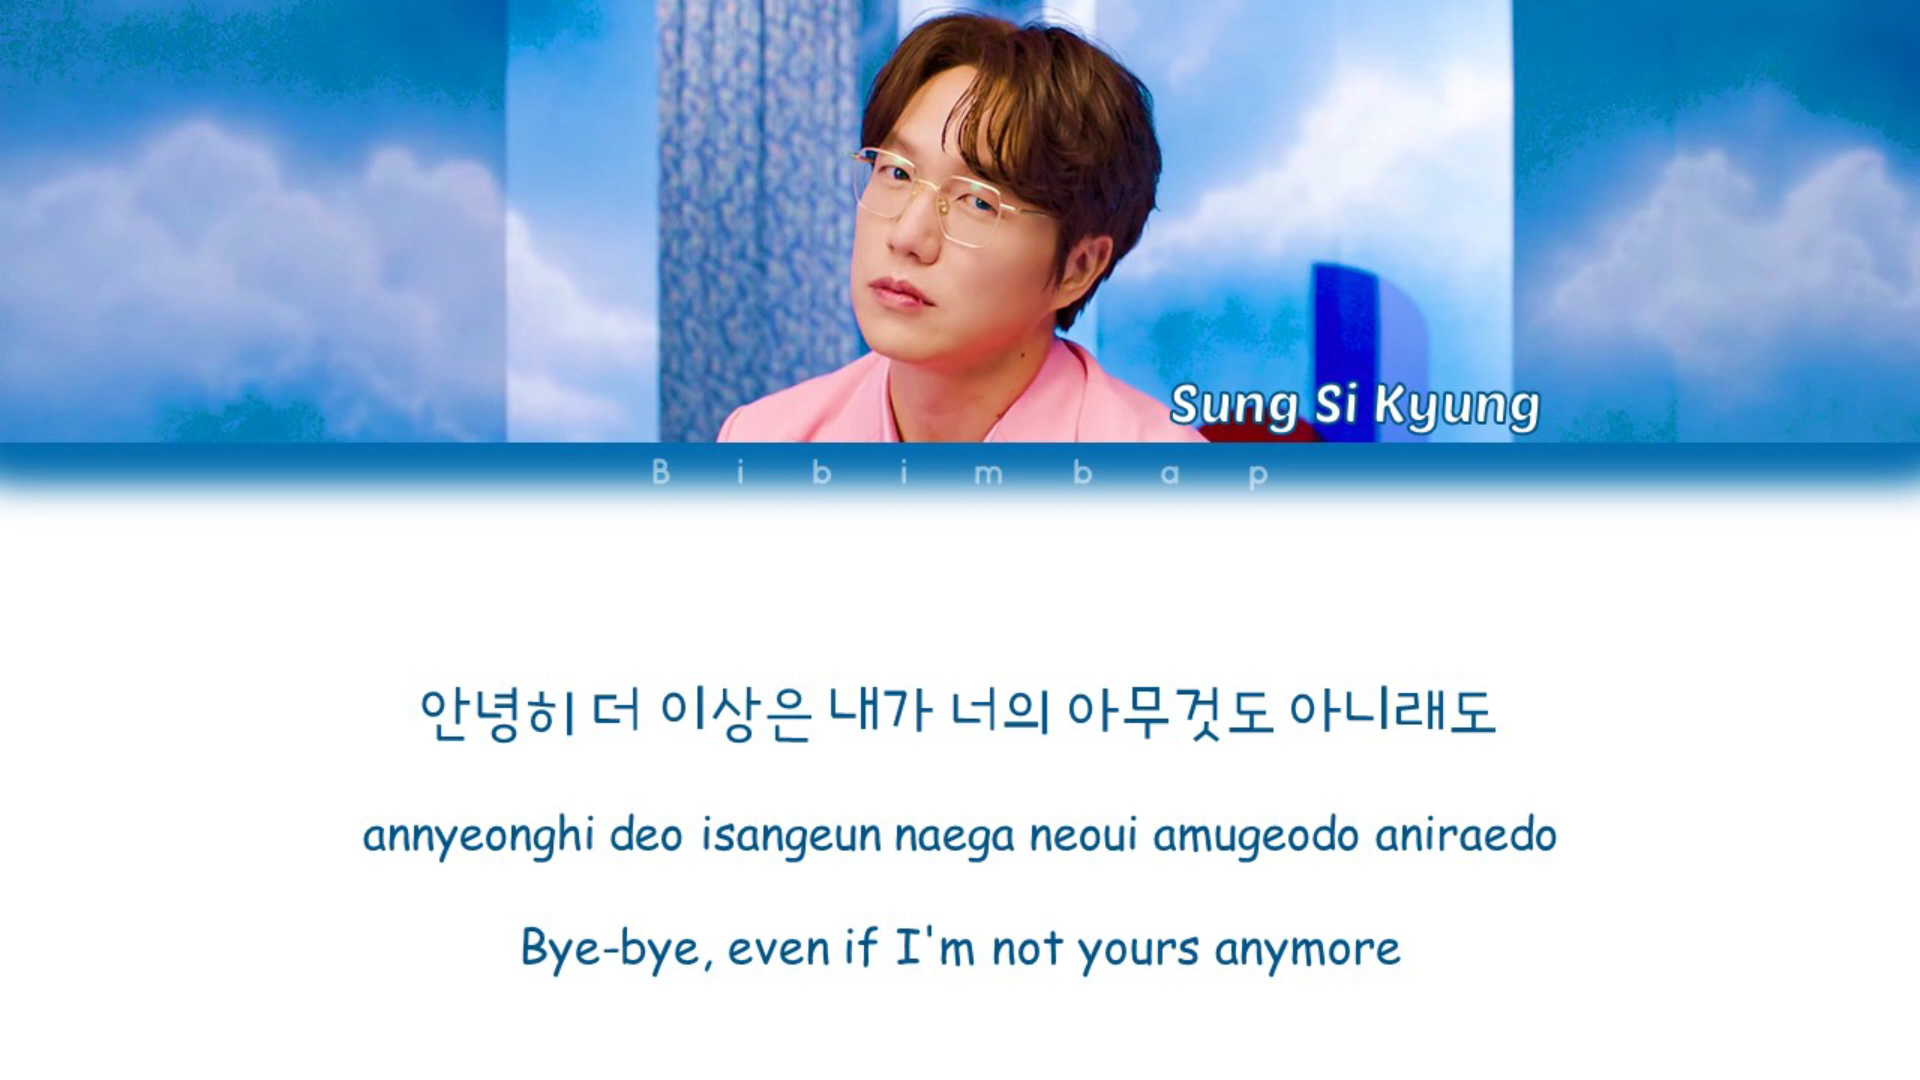 Sung Si Kyung
Bibimbap
안녕히 더 이상은 내가 너의 아무것도 아니래도
annyeonghi deo isangeun naega neoui amugeodo aniraedo
Bye-bye, even if I'm not yours anymore